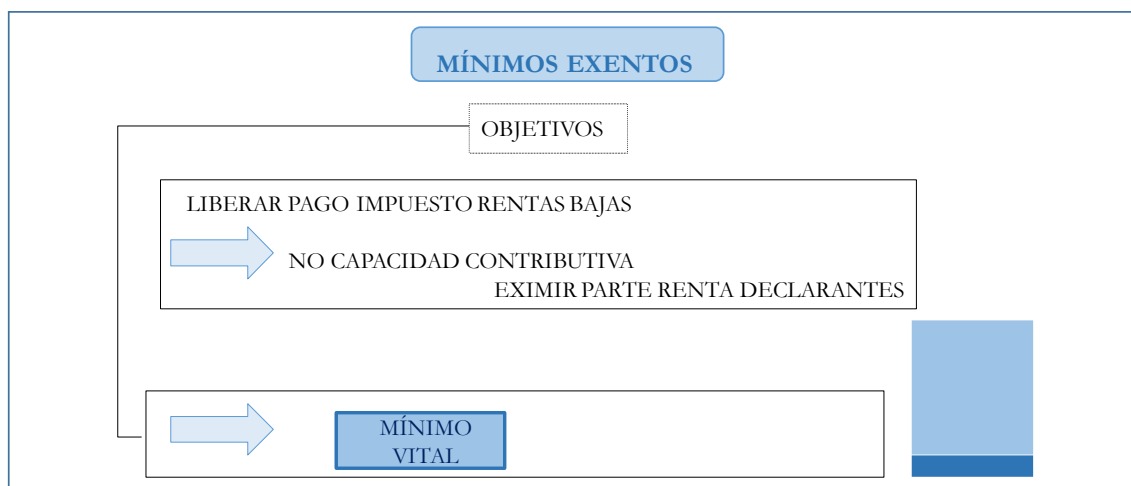 MÍNIMOS EXENTOS
OBJETIVOS
LIBERAR PAGO IMPUESTO RENTAS BAJAS
NO CAPACIDAD CONTRIBUTIVA
EXIMIR PARTE RENTA DECLARANTES
MÍNIMO
VITAL